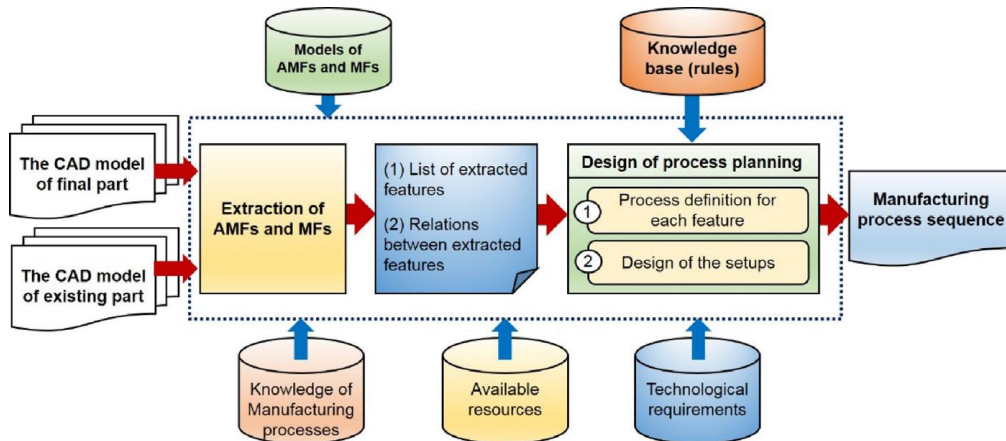 Models of
AMFs and MFs
Knowledge
base (rules)
The CAD model
of final part
The CAD model
of existing part
Extraction of
AMFs and MFs
(1) List of extracted
features
(2) Relations
between extracted
features
Design of process planning
1
Process definition for
each feature
2
Design of the setups
Manufacturing
process sequence
Knowledge of
Manufacturing
processes
Available
resources
Technological
requirements